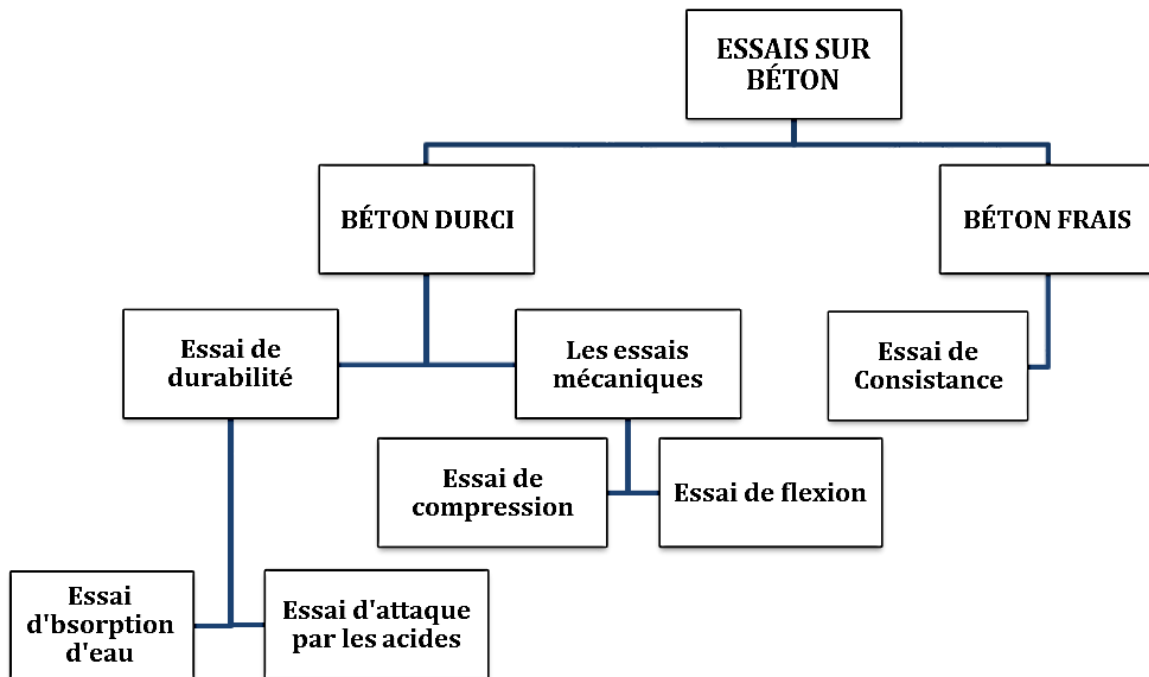 ESSAIS SUR
BÉTON
BÉTON DURCI
BÉTON FRAIS
Essai de
durabilité
Les essais
mécaniques
Essai de
Consistance
Essai de
compression
Essai de flexion
Essai
d'bsorption
d'eau
Essai d'attaque
par les acides